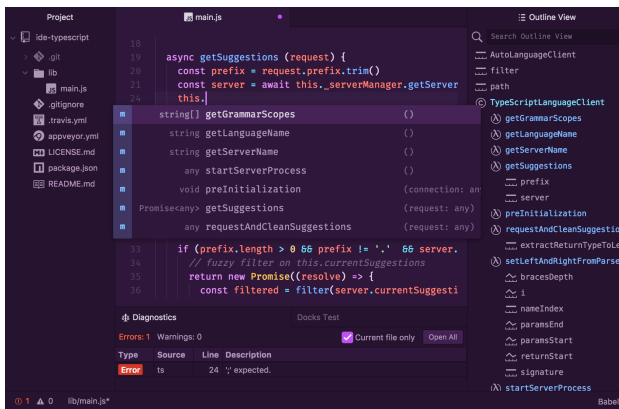 Project
ide-typescript
.git
lib
main.js
.gitignore
.travis.yml
appveyor.yml
LICENSE.md
package.json
README.md
main.js
18
19 async getSuggestions (request) {
20 const prefix = request.prefix.trim()
21 const server = await this._serverManager.getServer
24 this.
m string[] getGrammarScopes ()
m string getLanguageName ()
m string getServerName ()
m any startServerProcess ()
m void preInitialization (connection: an
m Promise<any> getSuggestions (request: any)
m any requestAndCleanSuggestions (request: any)
33 if (prefix.length > 0 && prefix != '.' && server.
34 // fuzzy filter on this.currentSuggestions
35 return new Promise((resolve) => {
36 const filtered = filter(server.currentSuggesti
Diagnostics Docks Test
Errors: 1 Warnings: 0 Current file only Open All
Type Source Line Description
Error ts 24 ';' expected.
Outline View
Search Outline View
AutoLanguageClient
filter
path
TypeScriptLanguageClient
getGrammarScopes
getLanguageName
getServerName
getSuggestions
prefix
server
preInitialization
requestAndCleanSuggestio
extractReturnTypeToLe
setLeftAndRightFromParse
bracesDepth
i
nameIndex
paramsEnd
paramsStart
returnStart
signature
startServerProcess
1 0 lib/main.js* Babel